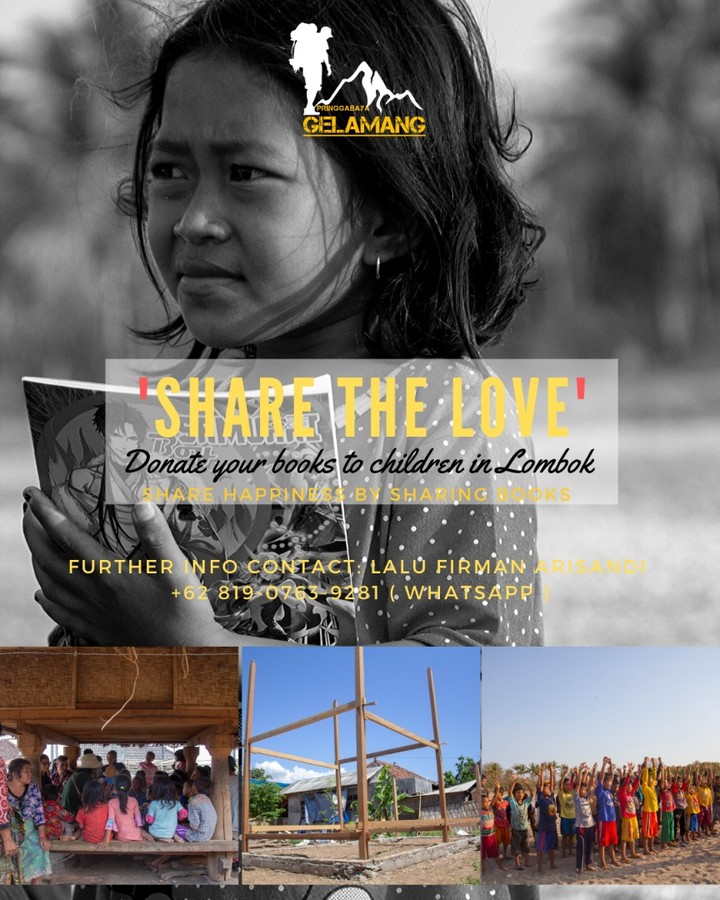 PRINGGABAYA
GELAMANG
'SHARE THE LOVE'
Donate your books to children in Lombok
SHARE HAPPINESS BY SHARING BOOKS
FURTHER INFO CONTACT: LALU FIRMAN ARISANDI
+62 819-0763-9281 ( WHATSAPP )